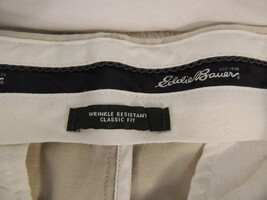 Eddie Bauer
WRINKLE RESISTANT
CLASSIC FIT